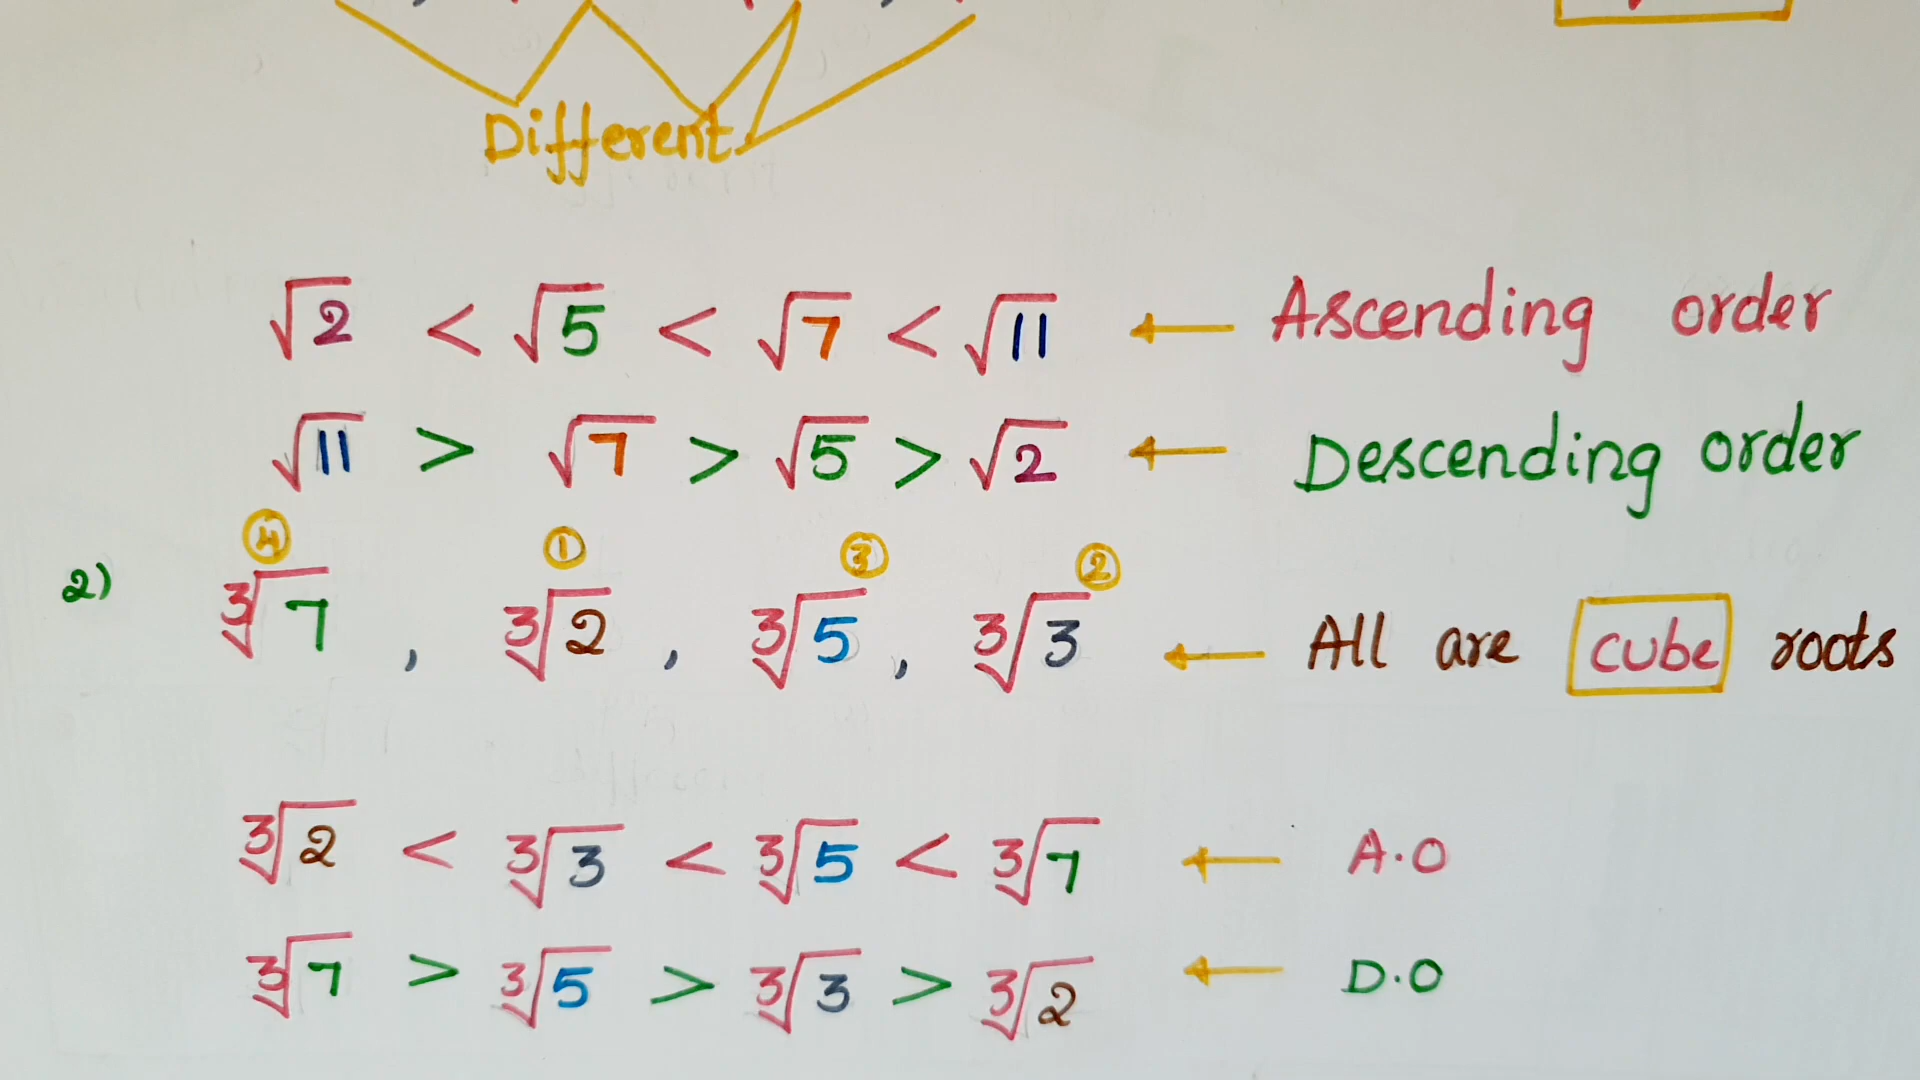 Different
√2 < √5 < √7 < √11 ← Ascending order
√11 > √7 > √5 > √2 ← Descending order
④ ① ③ ②
2) ∛7 , ∛2 , ∛5 , ∛3 ← All are cube roots
∛2 < ∛3 < ∛5 < ∛7 ← A.O
∛7 > ∛5 > ∛3 > ∛2 ← D.O